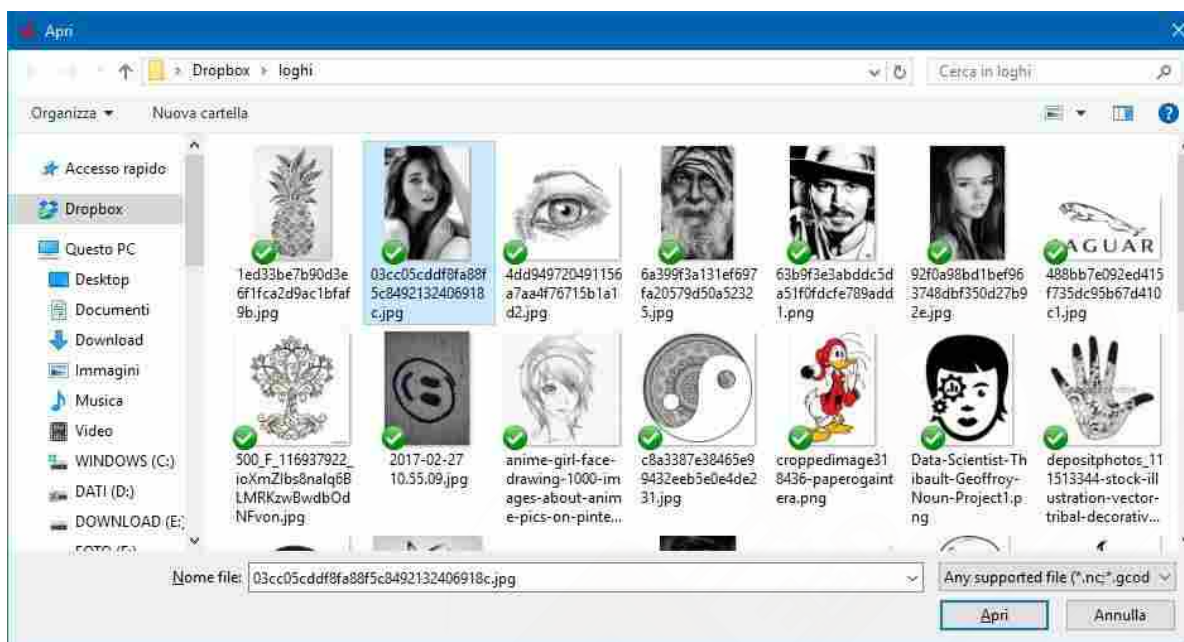 Apri
Dropbox > loghi
Cerca in loghi
Organizza
Nuova cartella
Accesso rapido
Dropbox
Questo PC
Desktop
Documenti
Download
Immagini
Musica
Video
WINDOWS (C:)
DATI (D:)
DOWNLOAD (E:
FOTO (F:)
1ed33be7b90d3e
6f1fca2d9ac1bfaf
9b.jpg
03cc05cddf8fa88f
5c8492132406918
c.jpg
4dd949720491156
a7aa4f76715b1a1
d2.jpg
6a399f3a131ef697
fa20579d50a5232
5.jpg
63b9f3e3abddc5d
a51f0fdcfe789add
1.png
92f0a98bd1bef96
3748dbf350d27b9
2e.jpg
AGUAR
488bb7e092ed415
f735dc95b67d410
c1.jpg
500_F_116937922_
ioXmZIbs8naIq6B
LMRKzwBwdbOd
NFvon.jpg
2017-02-27
10.55.09.jpg
anime-girl-face-
drawing-1000-im
ages-about-anim
e-pics-on-pinte...
c8a3387e38465e9
9432eeb5e0e4de2
31.jpg
croppedimage31
8436-paperogaint
era.png
Data-Scientist-Th
ibault-Geoffroy-
Noun-Project1.p
ng
depositphotos_11
1513344-stock-ill
ustration-vector-
tribal-decorativ...
Nome file: 03cc05cddf8fa88f5c8492132406918c.jpg
Any supported file (*.nc;*.gcod
Apri
Annulla